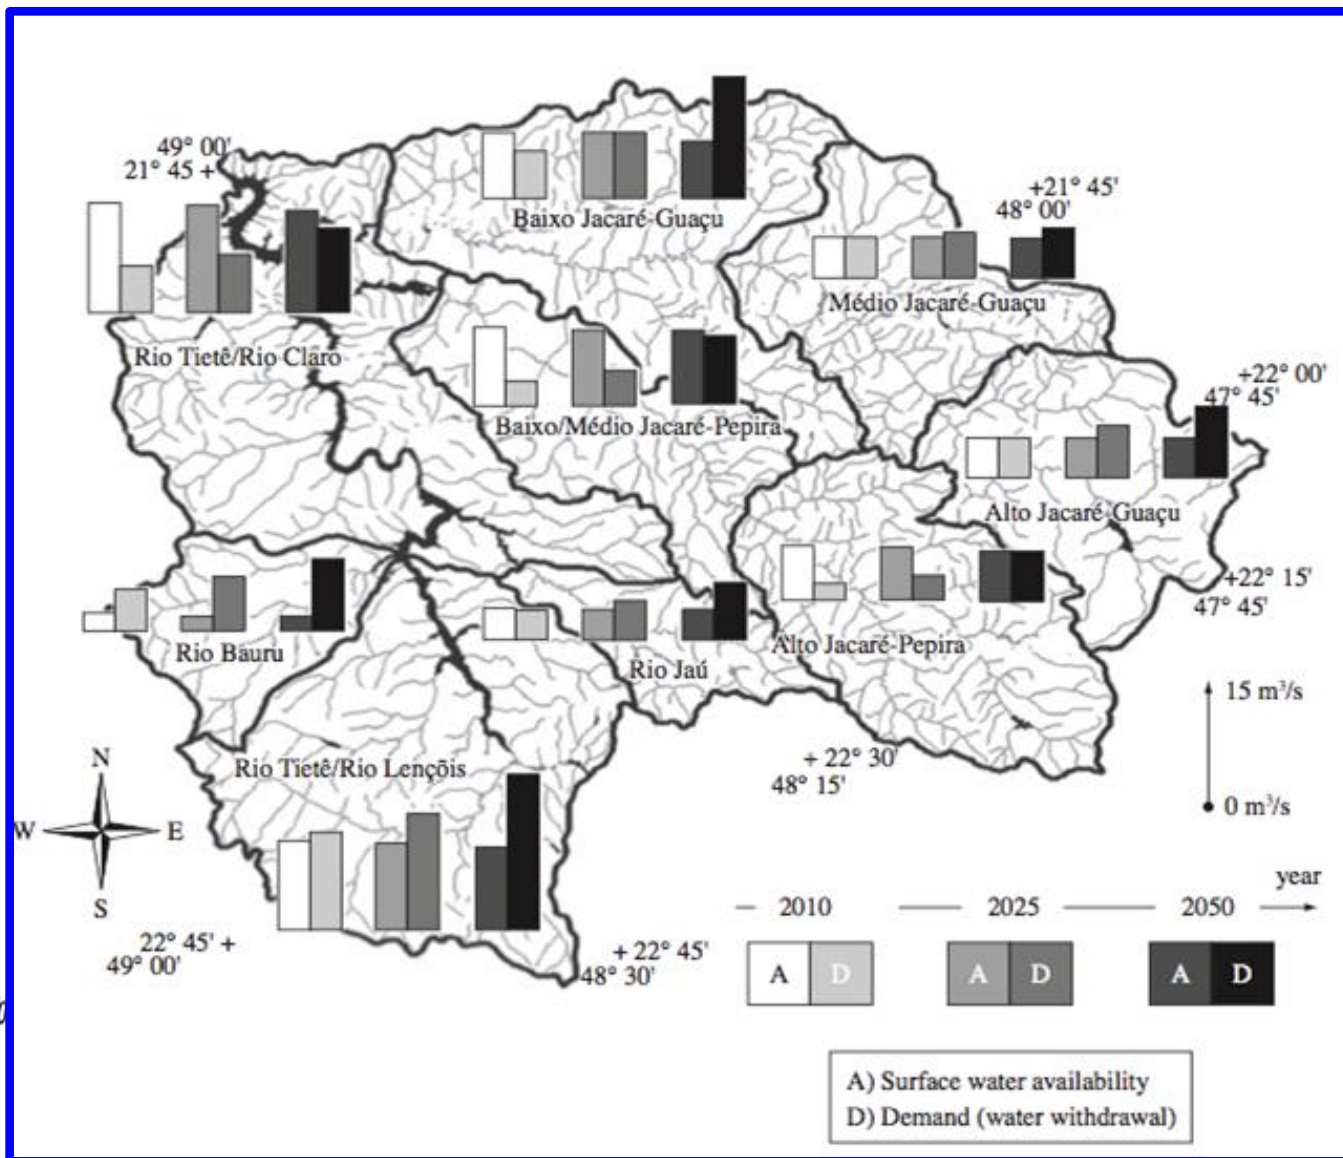 49° 00'
21° 45 +
Baixo Jacaré-Guaçu
+21° 45'
48° 00'
Médio Jacaré-Guaçu
Rio Tietê/Rio Claro
+22° 00'
47° 45'
Baixo/Médio Jacaré-Pepira
Alto Jacaré-Guaçu
+22° 15'
47° 45'
Rio Bauru
Rio Jaú
Alto Jacaré-Pepira
15 m³/s
+ 22° 30'
48° 15'
0 m³/s
Rio Tietê/Rio Lençõis
N
W E
S
year
2010 2025 2050
22° 45' +
49° 00'
+ 22° 45'
48° 30'
A D A D A D
A) Surface water availability
D) Demand (water withdrawal)